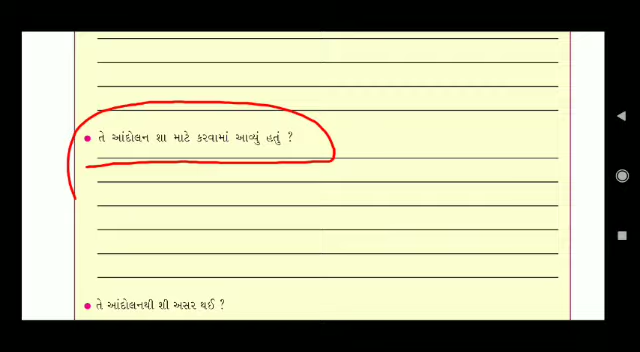 તે આંદોલન શા માટે કરવામાં આવ્યું હતું ?
તે આંદોલનથી શી અસર થઈ ?